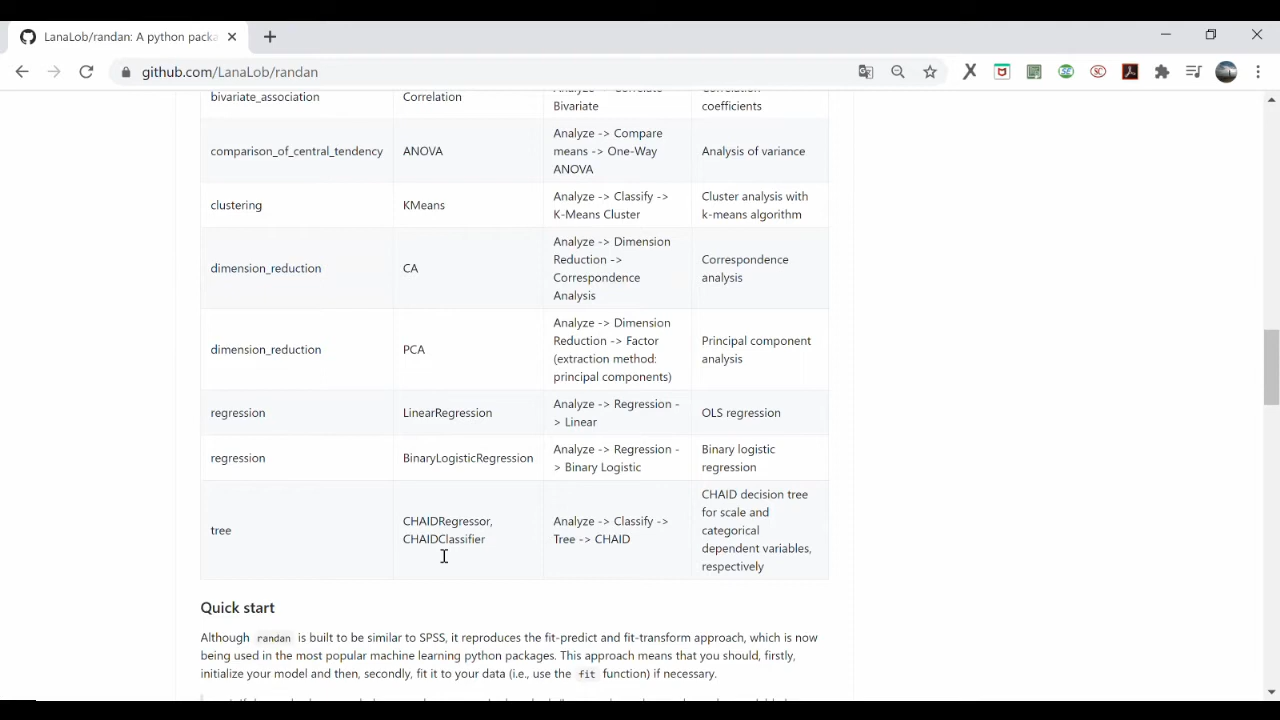 LanaLob/randan: A python packa
github.com/LanaLob/randan
bivariate_association
Correlation
Bivariate
coefficients
comparison_of_central_tendency
ANOVA
Analyze -> Compare
means -> One-Way
ANOVA
Analysis of variance
clustering
KMeans
Analyze -> Classify ->
K-Means Cluster
Cluster analysis with
k-means algorithm
dimension_reduction
CA
Analyze -> Dimension
Reduction ->
Correspondence
Analysis
Correspondence
analysis
dimension_reduction
PCA
Analyze -> Dimension
Reduction -> Factor
(extraction method:
principal components)
Principal component
analysis
regression
LinearRegression
Analyze -> Regression -
> Linear
OLS regression
regression
BinaryLogisticRegression
Analyze -> Regression -
> Binary Logistic
Binary logistic
regression
tree
CHAIDRegressor,
CHAIDClassifier
Analyze -> Classify ->
Tree -> CHAID
CHAID decision tree
for scale and
categorical
dependent variables,
respectively
Quick start
Although randan is built to be similar to SPSS, it reproduces the fit-predict and fit-transform approach, which is now
being used in the most popular machine learning python packages. This approach means that you should, firstly,
initialize your model and then, secondly, fit it to your data (i.e., use the fit function) if necessary.